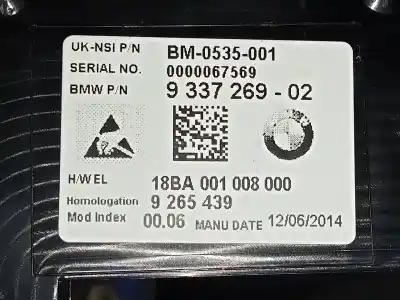 UK-NSI P/N BM-0535-001
SERIAL NO. 0000067569
BMW P/N 9 337 269 - 02
H/W EL 18BA 001 008 000
Homologation 9 265 439
Mod Index 00.06 MANU DATE 12/06/2014